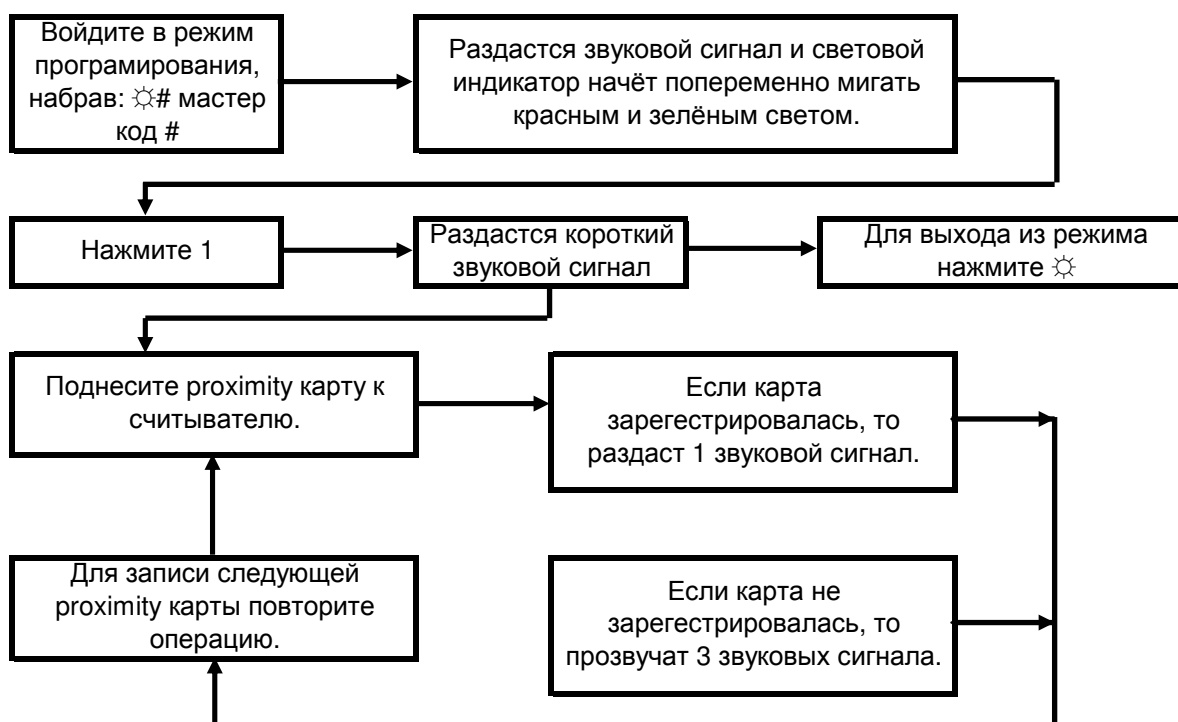 Войдите в режим
програмирования,
набрав: ☼# мастер
код #
Раздастся звуковой сигнал и световой
индикатор начёт попеременно мигать
красным и зелёным светом.
Нажмите 1
Раздастся короткий
звуковой сигнал
Для выхода из режима
нажмите ☼
Поднесите proximity карту к
считывателю.
Если карта
зарегестрировалась, то
раздаст 1 звуковой сигнал.
Для записи следующей
proximity карты повторите
операцию.
Если карта не
зарегестрировалась, то
прозвучат 3 звуковых сигнала.